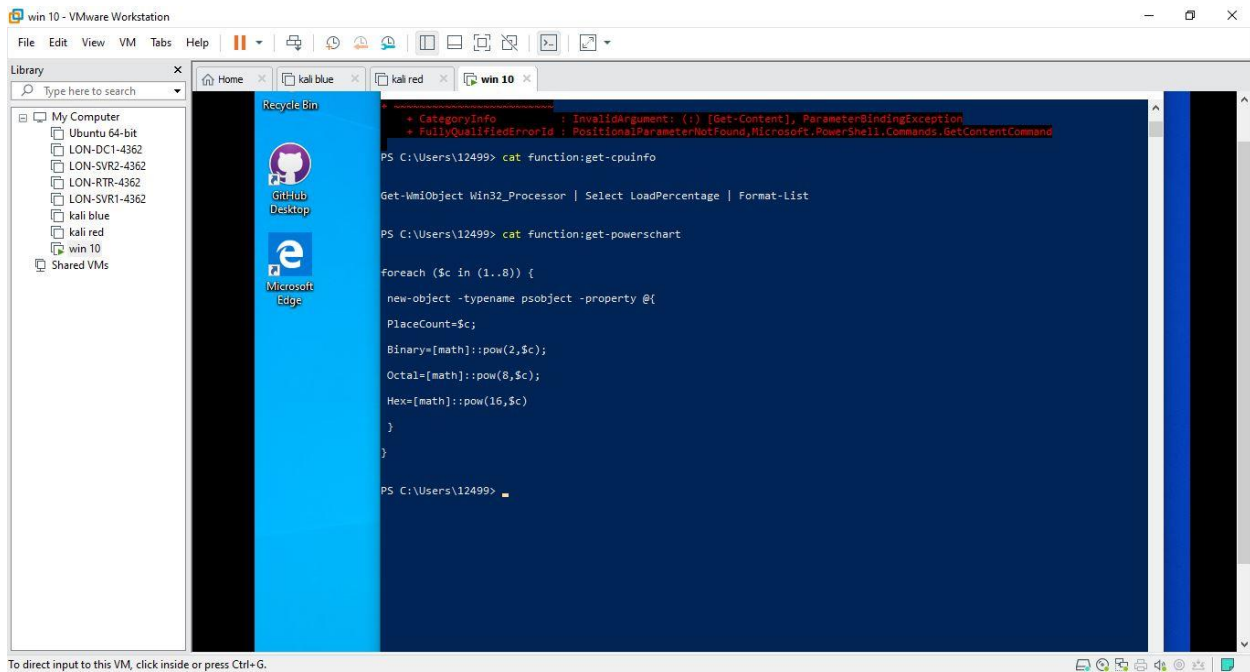 win 10 - VMware Workstation
File Edit View VM Tabs Help
Library
Type here to search
My Computer
Ubuntu 64-bit
LON-DC1-4362
LON-SVR2-4362
LON-RTR-4362
LON-SVR1-4362
kali blue
kali red
win 10
Shared VMs
Home
kali blue
kali red
win 10
Recycle Bin
GitHub
Desktop
Microsoft
Edge
+ ~~~~~~~~~~~~~~~~~~~~~~~~~
+ CategoryInfo : InvalidArgument: (:) [Get-Content], ParameterBindingException
+ FullyQualifiedErrorId : PositionalParameterNotFound,Microsoft.PowerShell.Commands.GetContentCommand
PS C:\Users\12499> cat function:get-cpuinfo
Get-WmiObject Win32_Processor | Select LoadPercentage | Format-List
PS C:\Users\12499> cat function:get-powerschart
foreach ($c in (1..8)) {
new-object -typename psobject -property @{
PlaceCount=$c;
Binary=[math]::pow(2,$c);
Octal=[math]::pow(8,$c);
Hex=[math]::pow(16,$c)
}
}
PS C:\Users\12499>
To direct input to this VM, click inside or press Ctrl+G.